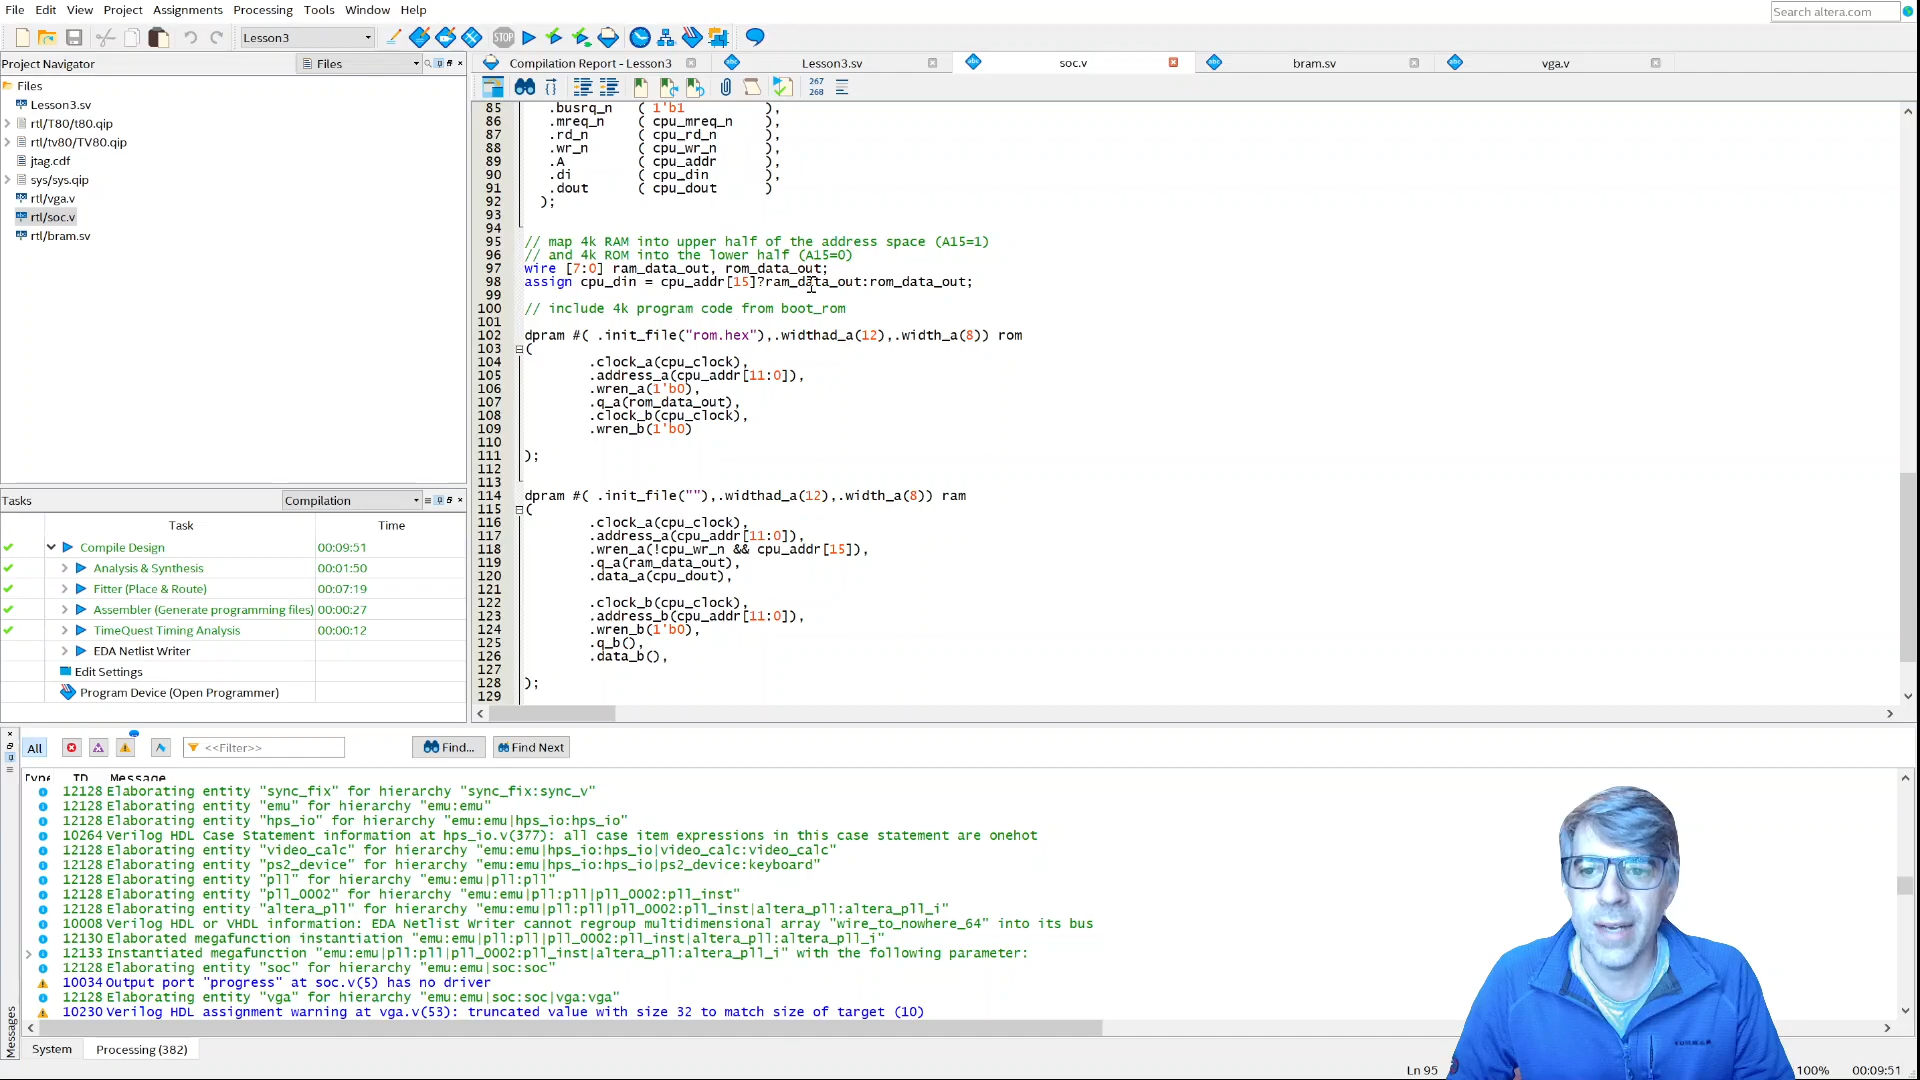 File Edit View Project Assignments Processing Tools Window Help
Search altera.com
Lesson3
Project Navigator
Files
Files
Lesson3.sv
rtl/T80/t80.qip
rtl/tv80/TV80.qip
jtag.cdf
sys/sys.qip
rtl/vga.v
rtl/soc.v
rtl/bram.sv
Tasks
Compilation
Task Time
Compile Design 00:09:51
Analysis & Synthesis 00:01:50
Fitter (Place & Route) 00:07:19
Assembler (Generate programming files) 00:00:27
TimeQuest Timing Analysis 00:00:12
EDA Netlist Writer
Edit Settings
Program Device (Open Programmer)
Compilation Report - Lesson3
Lesson3.sv
soc.v
bram.sv
vga.v
267
268
85 .busrq_n ( 1'b1 ),
86 .mreq_n ( cpu_mreq_n ),
87 .rd_n ( cpu_rd_n ),
88 .wr_n ( cpu_wr_n ),
89 .A ( cpu_addr ),
90 .di ( cpu_din ),
91 .dout ( cpu_dout )
92 );
93
94
95 // map 4k RAM into upper half of the address space (A15=1)
96 // and 4k ROM into the lower half (A15=0)
97 wire [7:0] ram_data_out, rom_data_out;
98 assign cpu_din = cpu_addr[15]?ram_data_out:rom_data_out;
99
100 // include 4k program code from boot_rom
101
102 dpram #( .init_file("rom.hex"),.widthad_a(12),.width_a(8)) rom
103 (
104 .clock_a(cpu_clock),
105 .address_a(cpu_addr[11:0]),
106 .wren_a(1'b0),
107 .q_a(rom_data_out),
108 .clock_b(cpu_clock),
109 .wren_b(1'b0)
110
111 );
112
113
114 dpram #( .init_file(""),.widthad_a(12),.width_a(8)) ram
115 (
116 .clock_a(cpu_clock),
117 .address_a(cpu_addr[11:0]),
118 .wren_a(!cpu_wr_n && cpu_addr[15]),
119 .q_a(ram_data_out),
120 .data_a(cpu_dout),
121
122 .clock_b(cpu_clock),
123 .address_b(cpu_addr[11:0]),
124 .wren_b(1'b0),
125 .q_b(),
126 .data_b(),
127
128 );
129
All
<<Filter>>
Find...
Find Next
Type ID Message
12128 Elaborating entity "sync_fix" for hierarchy "sync_fix:sync_v"
12128 Elaborating entity "emu" for hierarchy "emu:emu"
12128 Elaborating entity "hps_io" for hierarchy "emu:emu|hps_io:hps_io"
10264 Verilog HDL Case Statement information at hps_io.v(377): all case item expressions in this case statement are onehot
12128 Elaborating entity "video_calc" for hierarchy "emu:emu|hps_io:hps_io|video_calc:video_calc"
12128 Elaborating entity "ps2_device" for hierarchy "emu:emu|hps_io:hps_io|ps2_device:keyboard"
12128 Elaborating entity "pll" for hierarchy "emu:emu|pll:pll"
12128 Elaborating entity "pll_0002" for hierarchy "emu:emu|pll:pll|pll_0002:pll_inst"
12128 Elaborating entity "altera_pll" for hierarchy "emu:emu|pll:pll|pll_0002:pll_inst|altera_pll:altera_pll_i"
10008 Verilog HDL or VHDL information: EDA Netlist Writer cannot regroup multidimensional array "wire_to_nowhere_64" into its bus
12130 Elaborated megafunction instantiation "emu:emu|pll:pll|pll_0002:pll_inst|altera_pll:altera_pll_i"
12133 Instantiated megafunction "emu:emu|pll:pll|pll_0002:pll_inst|altera_pll:altera_pll_i" with the following parameter:
12128 Elaborating entity "soc" for hierarchy "emu:emu|soc:soc"
10034 Output port "progress" at soc.v(5) has no driver
12128 Elaborating entity "vga" for hierarchy "emu:emu|soc:soc|vga:vga"
10230 Verilog HDL assignment warning at vga.v(53): truncated value with size 32 to match size of target (10)
Messages
System
Processing (382)
Ln 95
100%
00:09:51